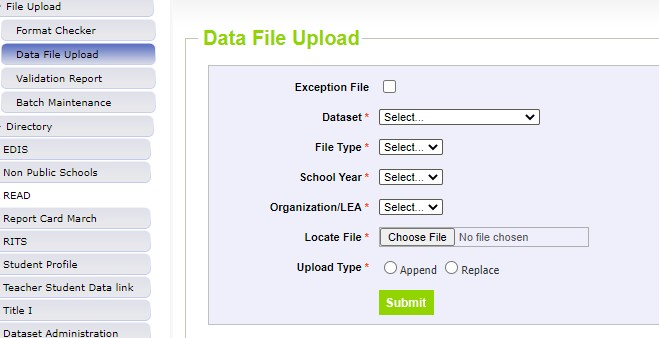 File Upload
Format Checker
Data File Upload
Validation Report
Batch Maintenance
Directory
EDIS
Non Public Schools
READ
Report Card March
RITS
Student Profile
Teacher Student Data link
Title I
Dataset Administration
Data File Upload
Exception File
Dataset * Select...
File Type * Select...
School Year * Select...
Organization/LEA * Select...
Locate File * Choose File No file chosen
Upload Type * Append Replace
Submit